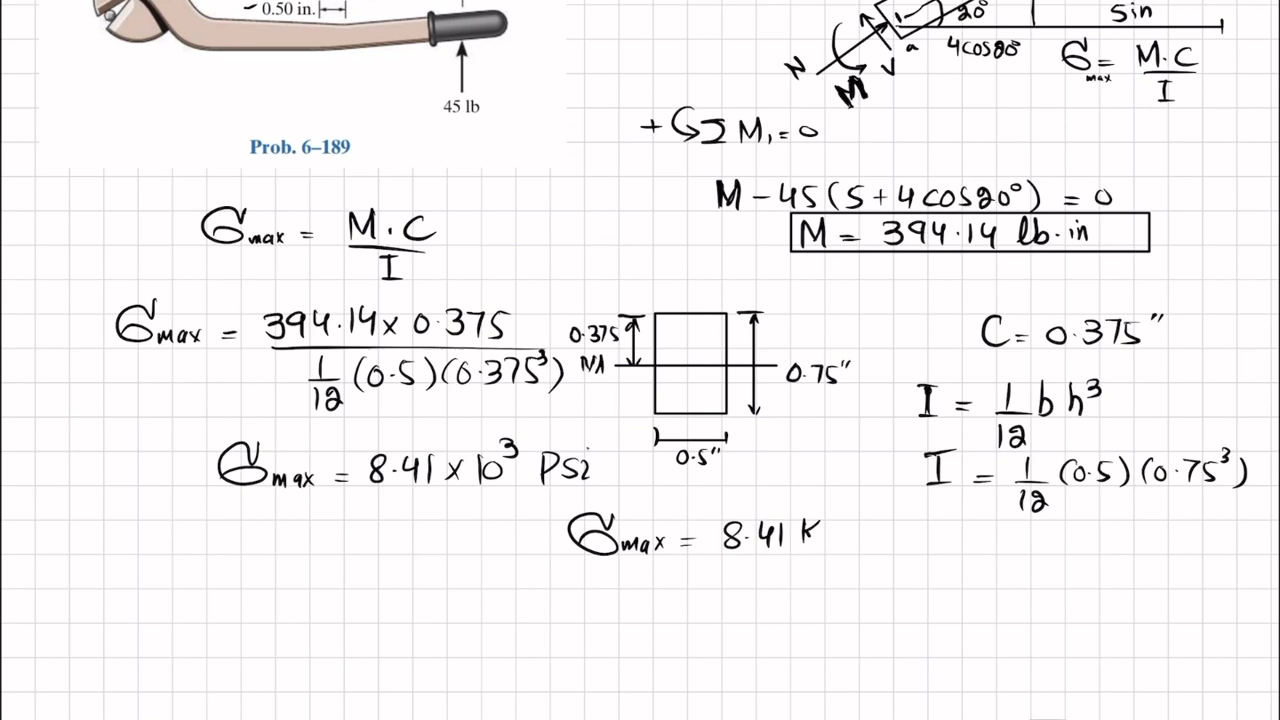 0.50 in.
45 lb
Prob. 6–189
N
M
V
a
20°
4cos20°
5in
σmax = M.C / I
+ ΣM₁ = 0
M - 45 (5 + 4 cos20°) = 0
M = 394.14 lb.in
σmax = M.C / I
σmax = 394.14 x 0.375 / 1/12 (0.5)(0.375³)
0.375"
N/A
0.75"
0.5"
C = 0.375"
I = 1/12 b h³
I = 1/12 (0.5)(0.75³)
σmax = 8.41 x 10³ Psi
σmax = 8.41 K